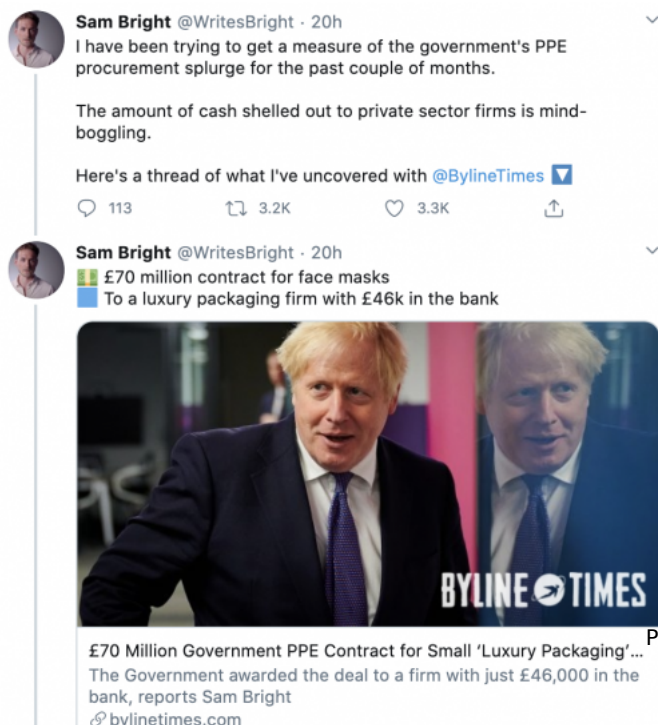 Sam Bright @WritesBright · 20h
I have been trying to get a measure of the government's PPE
procurement splurge for the past couple of months.
The amount of cash shelled out to private sector firms is mind-
boggling.
Here's a thread of what I've uncovered with @BylineTimes
113 3.2K 3.3K
Sam Bright @WritesBright · 20h
£70 million contract for face masks
To a luxury packaging firm with £46k in the bank
BYLINE TIMES
P
£70 Million Government PPE Contract for Small ‘Luxury Packaging’...
The Government awarded the deal to a firm with just £46,000 in the
bank, reports Sam Bright
bylinetimes.com